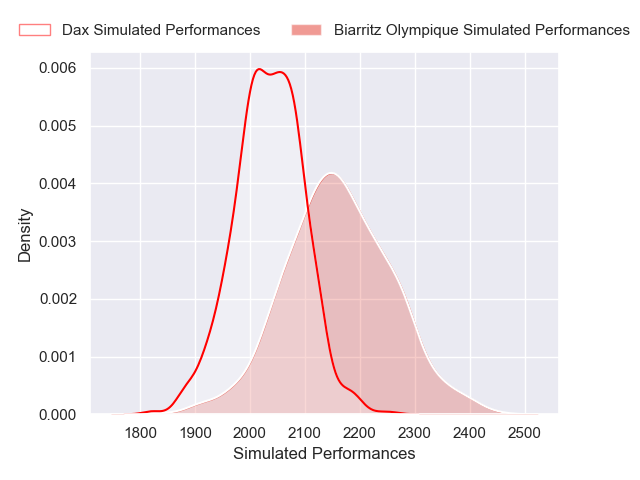 Dax Simulated Performances
Biarritz Olympique Simulated Performances
0.006
0.005
0.004
0.003
0.002
0.001
0.000
Density
1800 1900 2000 2100 2200 2300 2400 2500
Simulated Performances